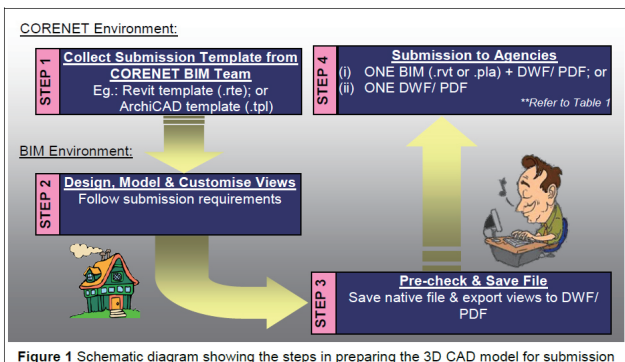 CORENET Environment:
STEP 1
Collect Submission Template from
CORENET BIM Team
Eg.: Revit template (.rte); or
ArchiCAD template (.tpl)
STEP 4
Submission to Agencies
(i) ONE BIM (.rvt or .pla) + DWF/ PDF; or
(ii) ONE DWF/ PDF
**Refer to Table 1
BIM Environment:
STEP 2
Design, Model & Customise Views
Follow submission requirements
STEP 3
Pre-check & Save File
Save native file & export views to DWF/
PDF
Figure 1 Schematic diagram showing the steps in preparing the 3D CAD model for submission